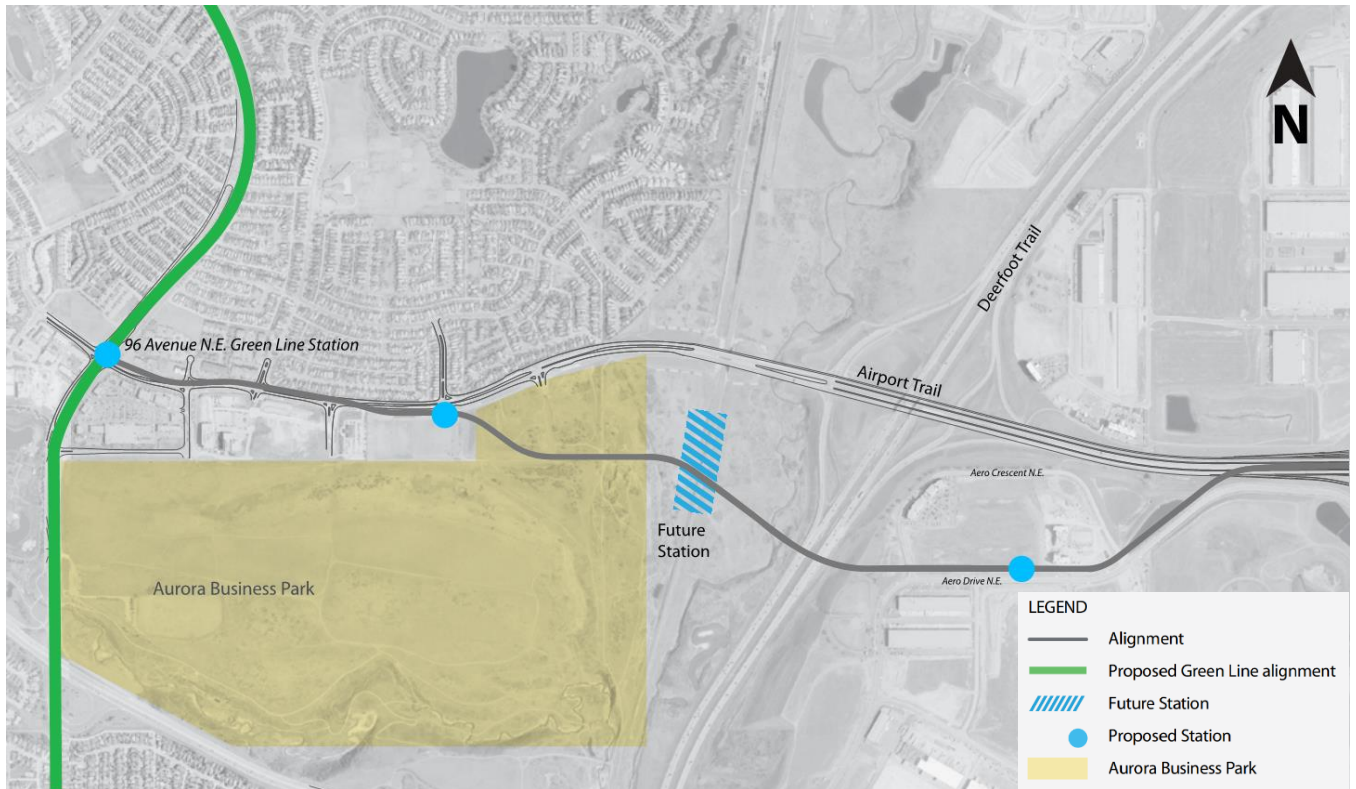 N
Deerfoot Trail
96 Avenue N.E. Green Line Station
Airport Trail
Aero Crescent N.E.
Future
Station
Aurora Business Park
Aero Drive N.E.
LEGEND
Alignment
Proposed Green Line alignment
Future Station
Proposed Station
Aurora Business Park